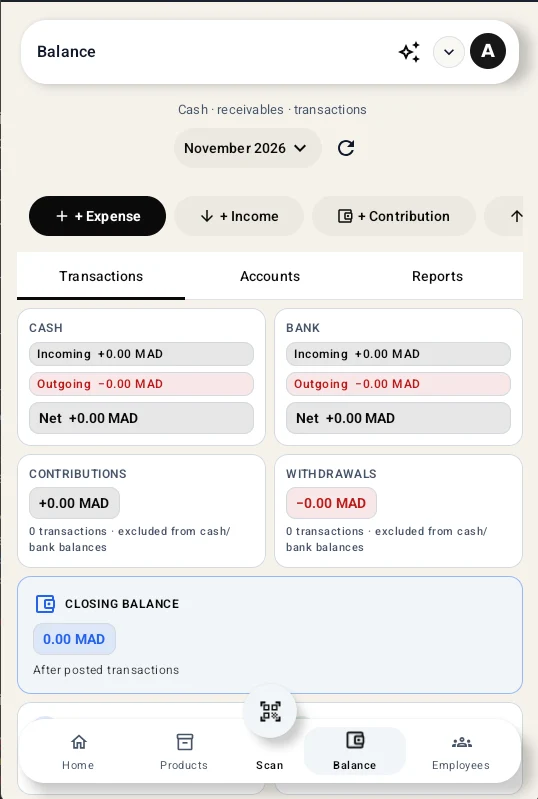 Balance
A
Cash · receivables · transactions
November 2026
+ Expense
+ Income
+ Contribution
Transactions
Accounts
Reports
CASH
Incoming +0.00 MAD
Outgoing −0.00 MAD
Net +0.00 MAD
BANK
Incoming +0.00 MAD
Outgoing −0.00 MAD
Net +0.00 MAD
CONTRIBUTIONS
+0.00 MAD
0 transactions · excluded from cash/
bank balances
WITHDRAWALS
−0.00 MAD
0 transactions · excluded from cash/
bank balances
CLOSING BALANCE
0.00 MAD
After posted transactions
Home
Products
Scan
Balance
Employees